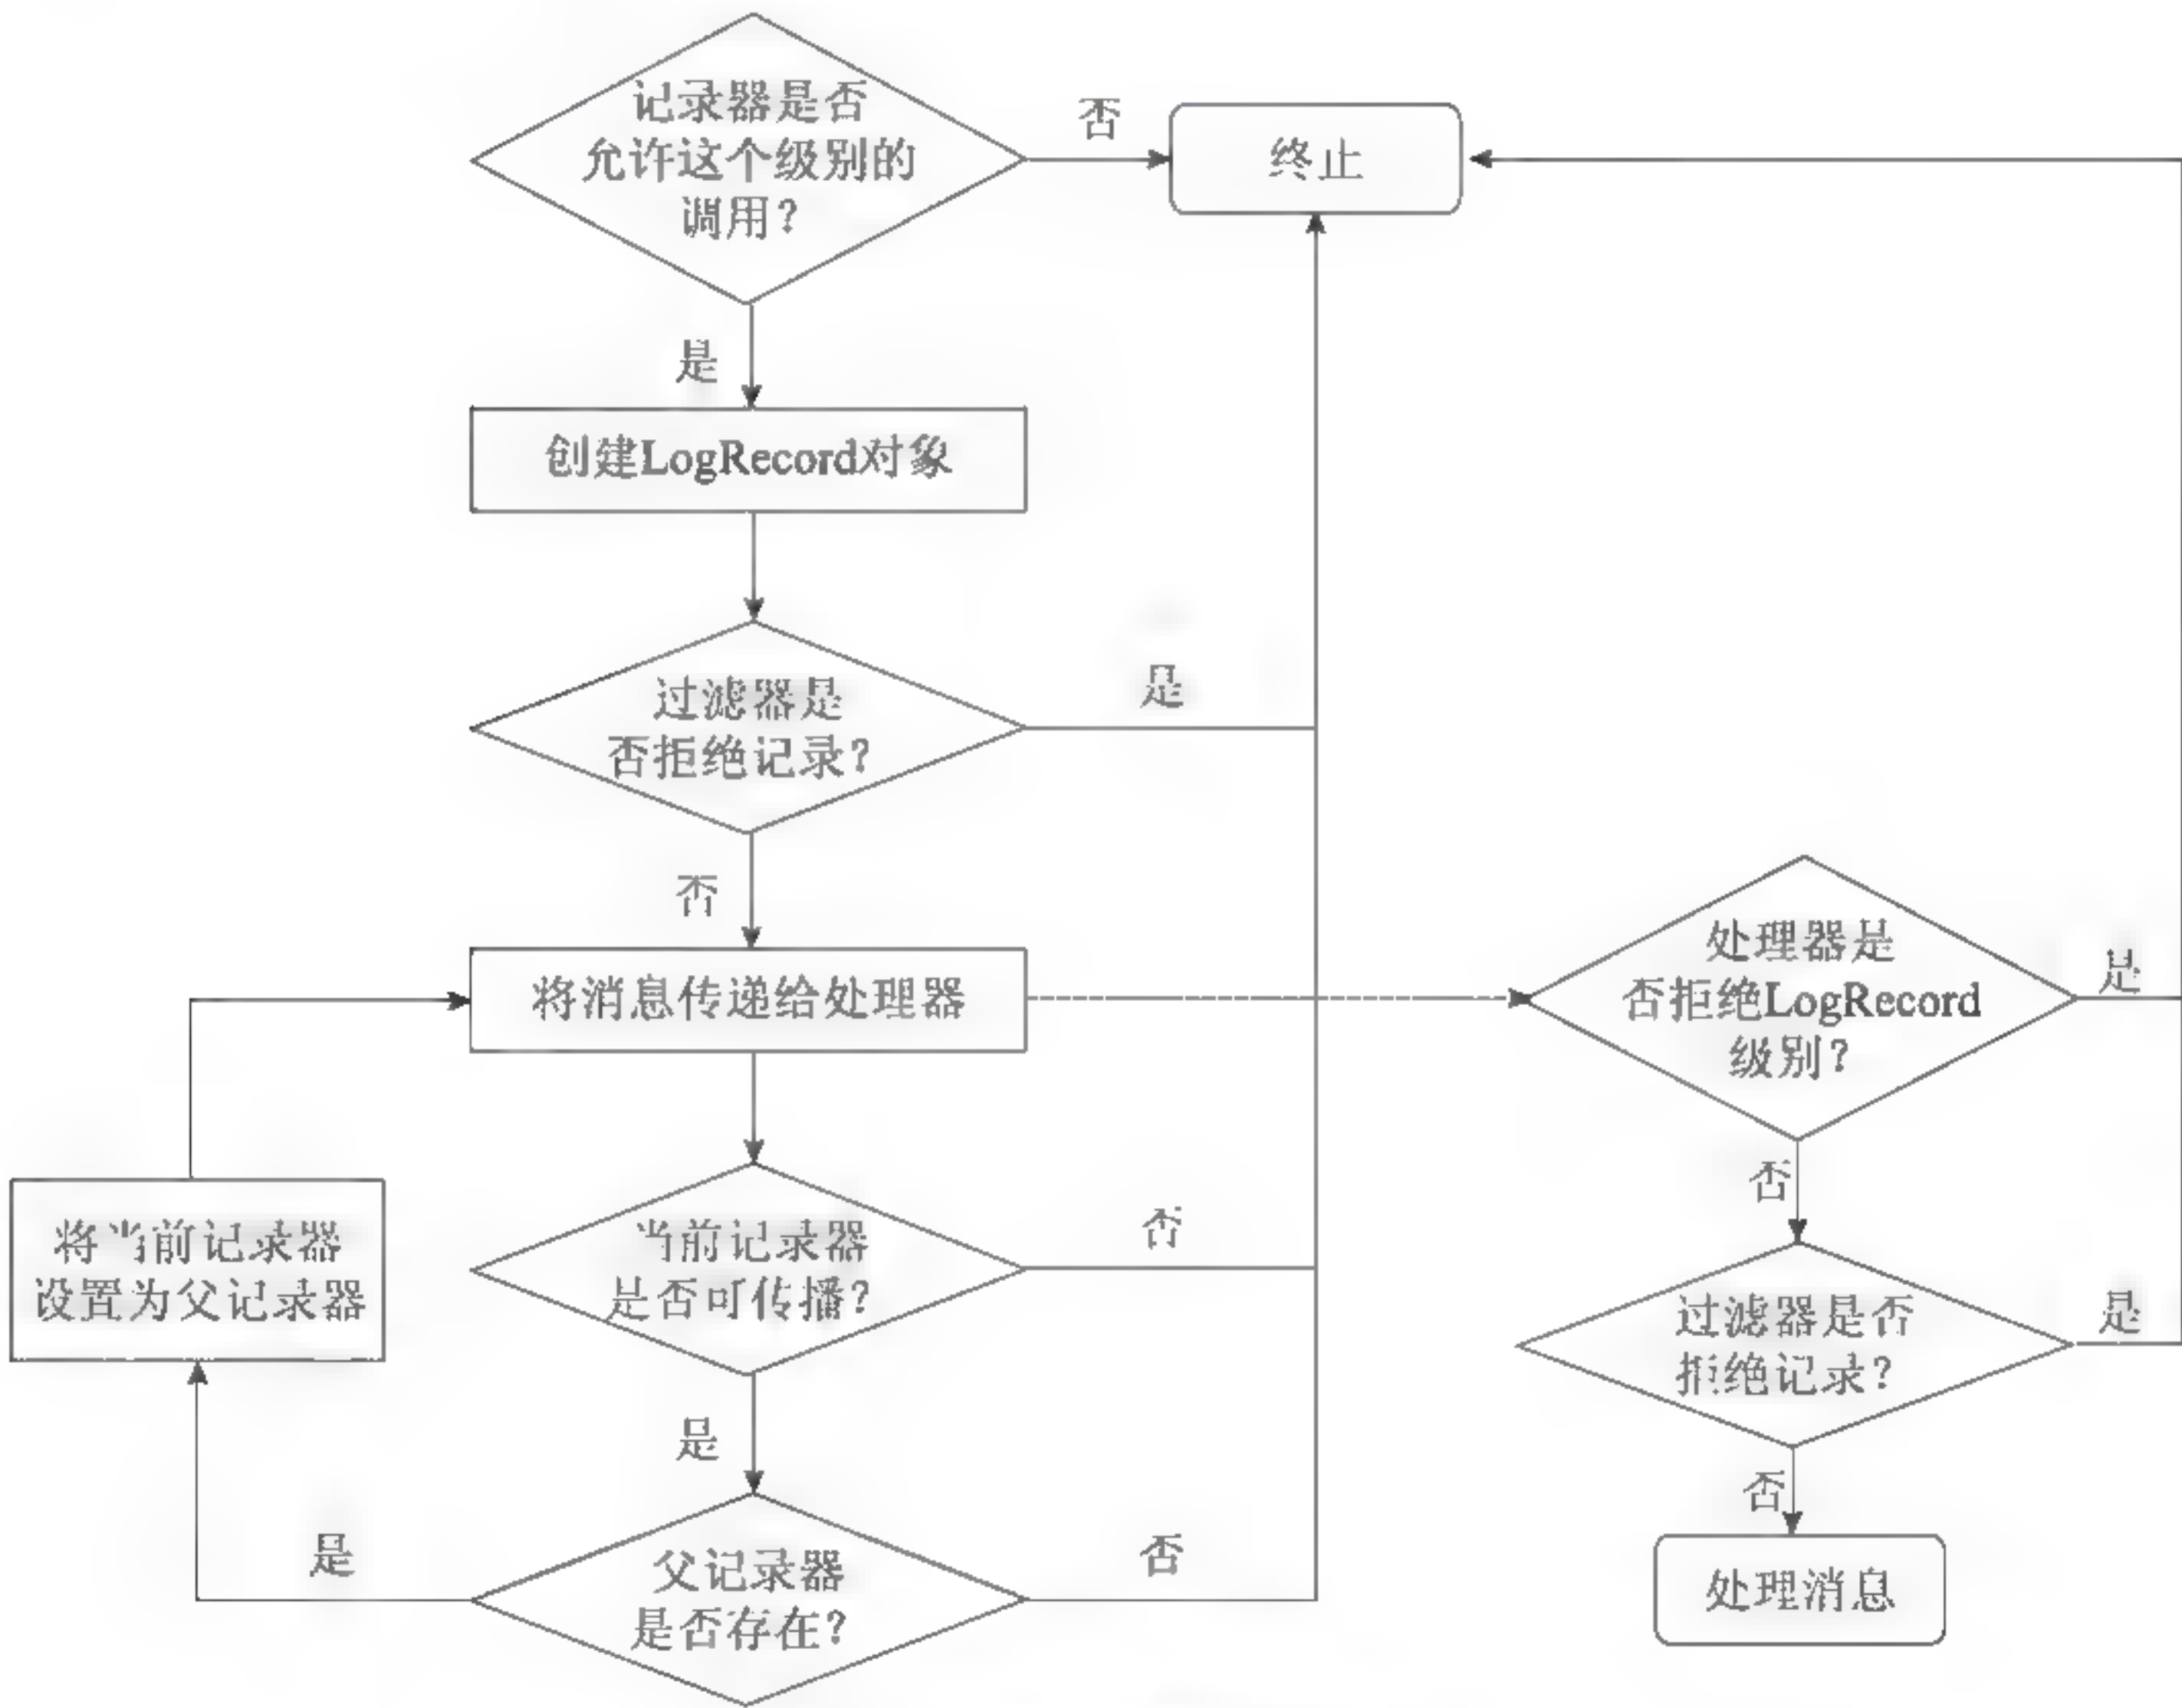 记录器是否
允许这个级别的
调用?
否
终止
是
创建LogRecord对象
过滤器是
否拒绝记录?
是
否
将消息传递给处理器
处理器是
否拒绝LogRecord
级别?
是
否
将当前记录器
设置为父记录器
当前记录器
是否可传播?
否
过滤器是否
拒绝记录?
是
是
否
父记录器
是否存在?
是
否
处理消息